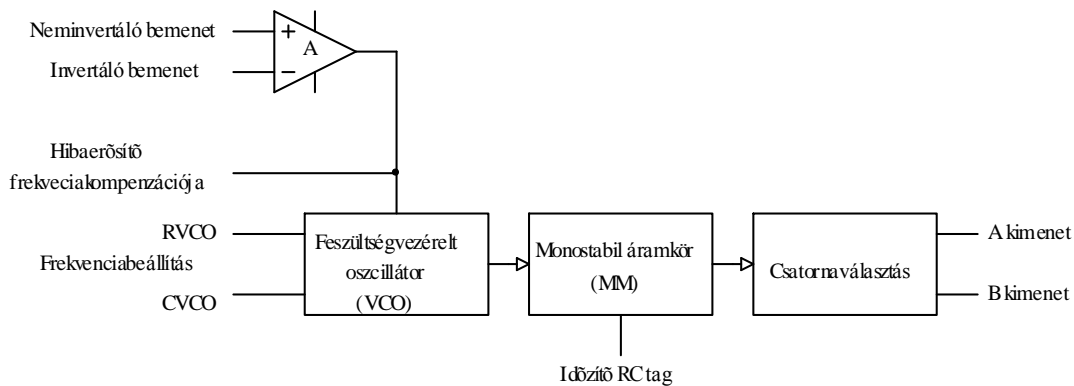 Neminvertáló bemenet
+
A
Invertáló bemenet
−
Hibaerõsítõ
frekveciakompenzációja
RVCO
Frekvenciabeállítás
CVCO
Feszültségvezérelt
oszcillátor
(VCO)
Monostabil áramkör
(MM)
Csatornaválasztás
A kimenet
B kimenet
Idõzítõ RC tag